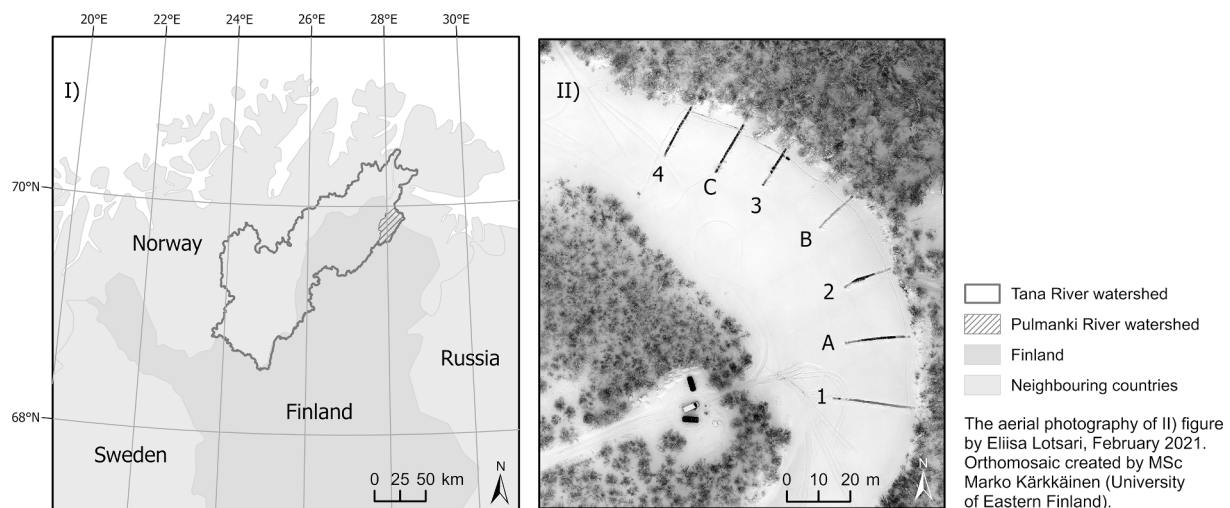 20°E 22°E 24°E 26°E 28°E 30°E
I)
70°N
Norway
Russia
Finland
68°N
Sweden
0 25 50 km
N
II)
4
C
3
B
2
A
1
0 10 20 m
N
Tana River watershed
Pulmanki River watershed
Finland
Neighbouring countries
The aerial photography of II) figure
by Eliisa Lotsari, February 2021.
Orthomosaic created by MSc
Marko Kärkkäinen (University
of Eastern Finland).